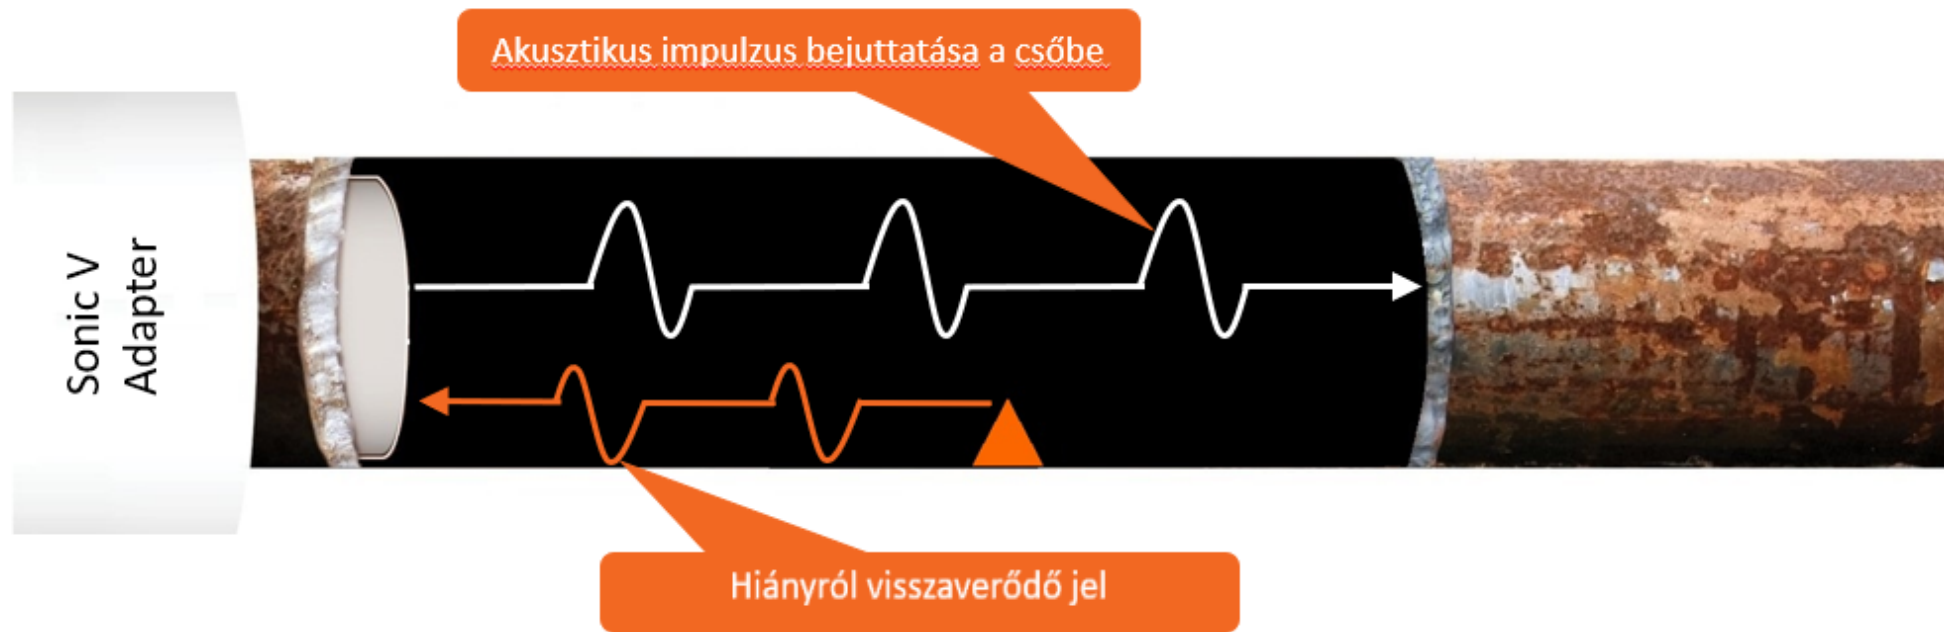 Akusztikus impulzus bejuttatása a csőbe
Sonic V
Adapter
Hiányról visszaverődő jel